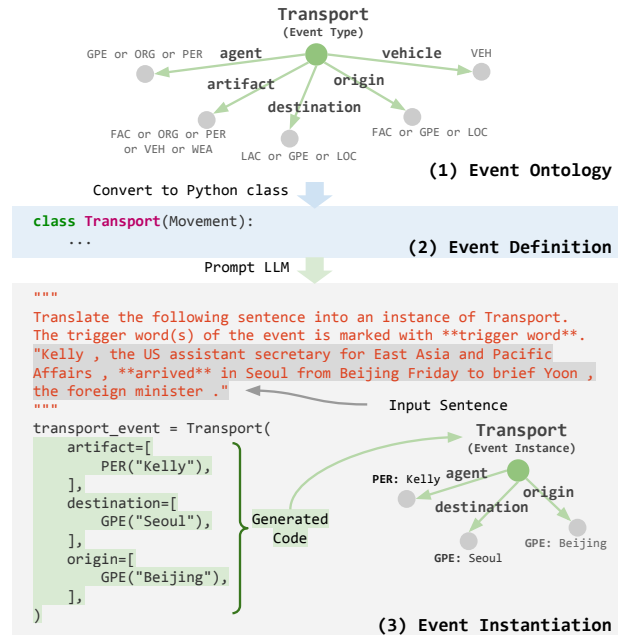 Transport
(Event Type)
GPE or ORG or PER
agent
vehicle
VEH
artifact
origin
destination
FAC or ORG or PER
or VEH or WEA
FAC or GPE or LOC
LAC or GPE or LOC
(1) Event Ontology
Convert to Python class
class Transport(Movement):
...
(2) Event Definition
Prompt LLM
"""
Translate the following sentence into an instance of Transport.
The trigger word(s) of the event is marked with **trigger word**.
"Kelly , the US assistant secretary for East Asia and Pacific
Affairs , **arrived** in Seoul from Beijing Friday to brief Yoon ,
the foreign minister ."
"""
Input Sentence
transport_event = Transport(
artifact=[
PER("Kelly"),
],
destination=[
GPE("Seoul"),
],
origin=[
GPE("Beijing"),
],
)
Generated
Code
Transport
(Event Instance)
PER: Kelly
agent
origin
destination
GPE: Seoul
GPE: Beijing
(3) Event Instantiation